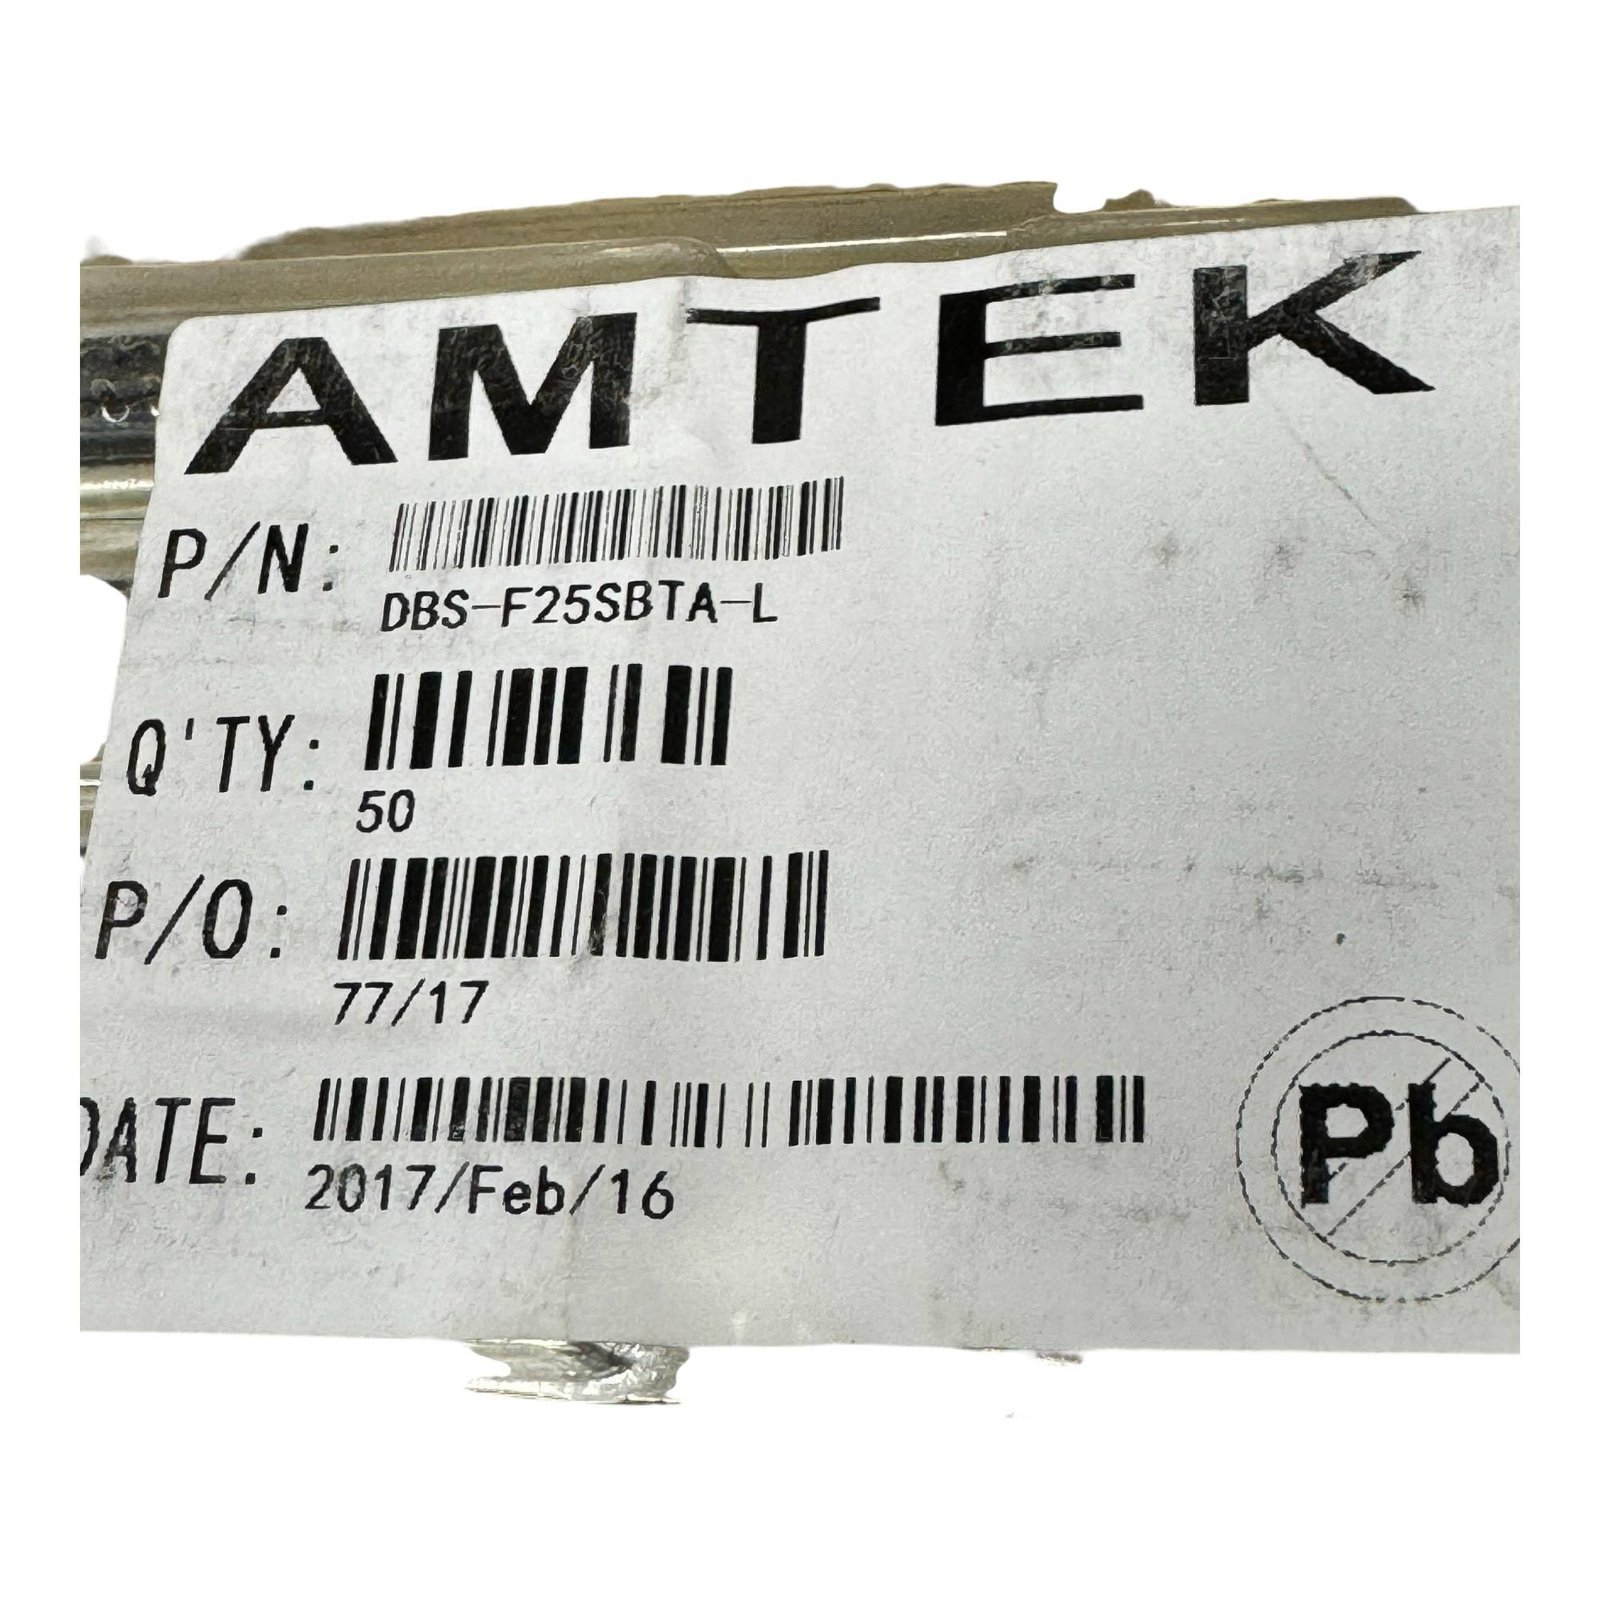 AMTEK
P/N:
DBS-F25SBTA-L
Q'TY:
50
P/O:
77/17
DATE:
2017/Feb/16
Pb